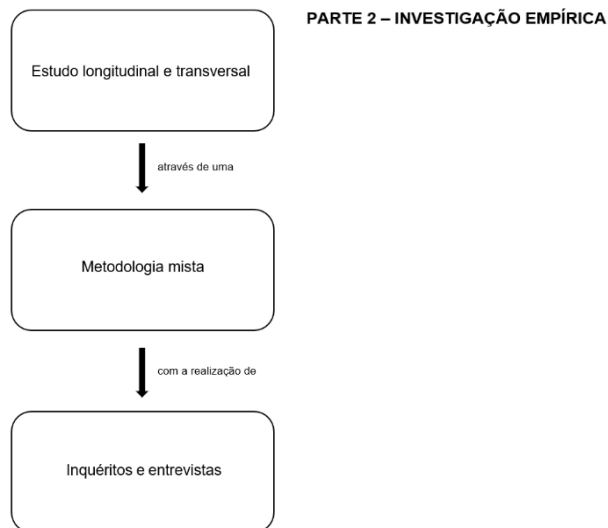 PARTE 2 – INVESTIGAÇÃO EMPÍRICA
Estudo longitudinal e transversal
através de uma
Metodologia mista
com a realização de
Inquéritos e entrevistas